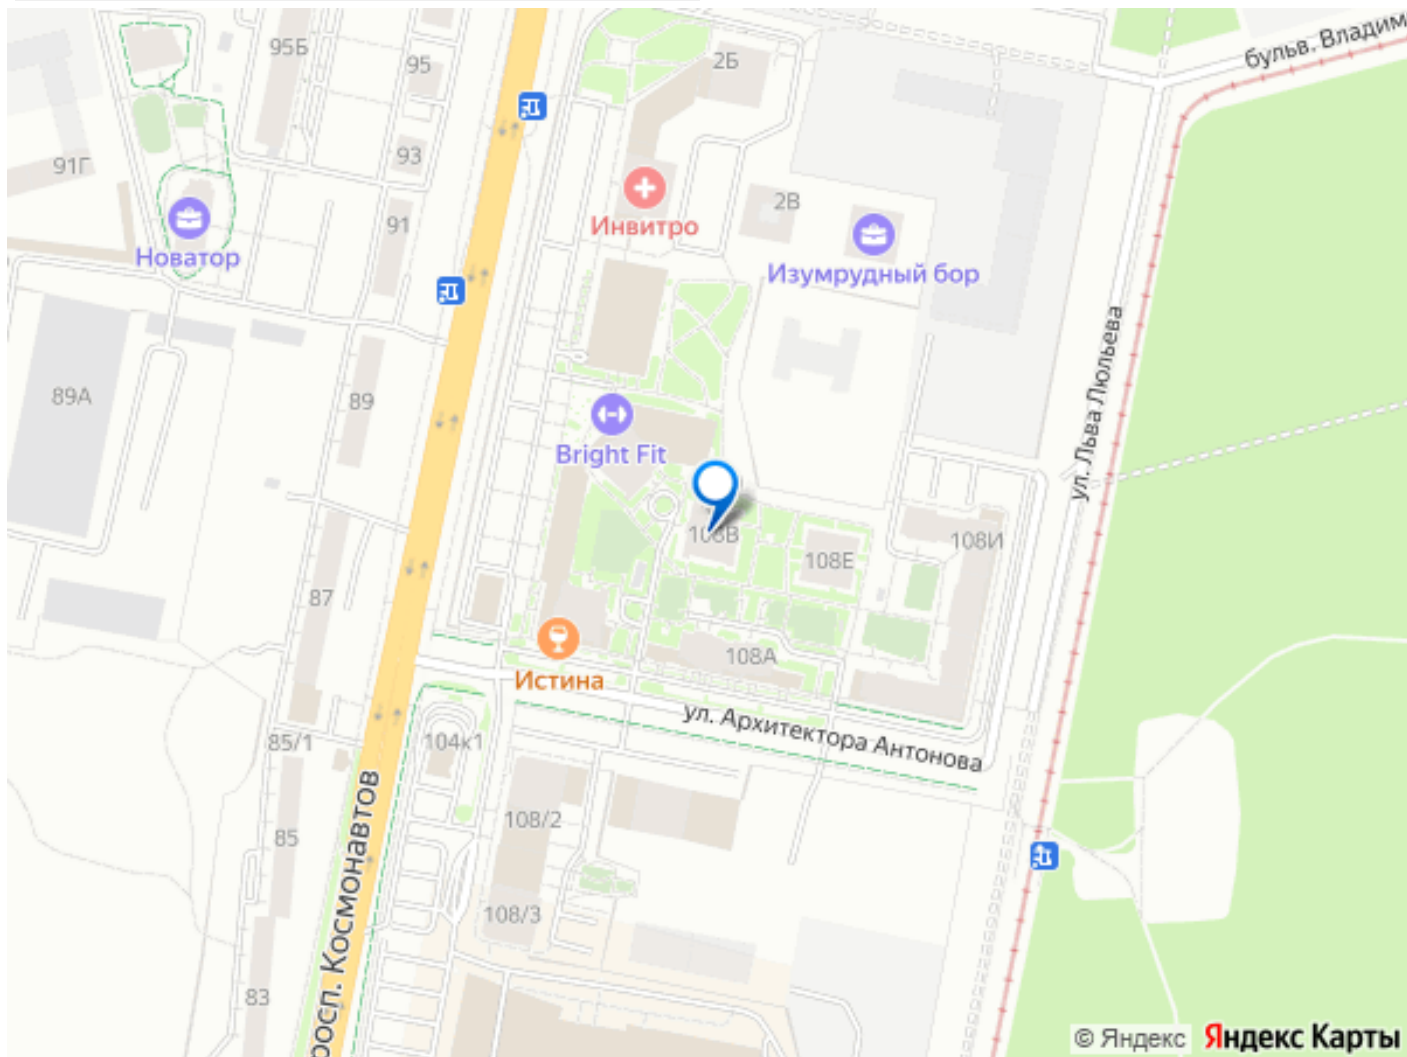 95Б
95
2Б
бульв. Владим
93
91Г
2В
Инвитро
91
Новатор
Изумрудный бор
ул. Льва Люльева
89А
89
Bright Fit
108В
108И
108Е
87
108А
Истина
ул. Архитектора Антонова
85/1
104к1
просп. Космонавтов
108/2
85
108/3
83
© Яндекс Яндекс Карты